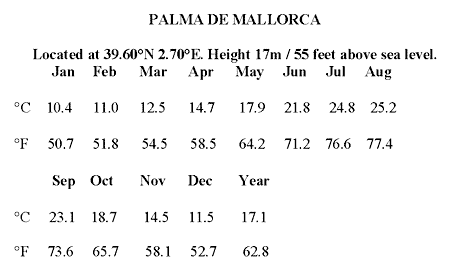 PALMA DE MALLORCA
Located at 39.60°N 2.70°E. Height 17m / 55 feet above sea level.
Jan Feb Mar Apr May Jun Jul Aug
°C 10.4 11.0 12.5 14.7 17.9 21.8 24.8 25.2
°F 50.7 51.8 54.5 58.5 64.2 71.2 76.6 77.4
Sep Oct Nov Dec Year
°C 23.1 18.7 14.5 11.5 17.1
°F 73.6 65.7 58.1 52.7 62.8